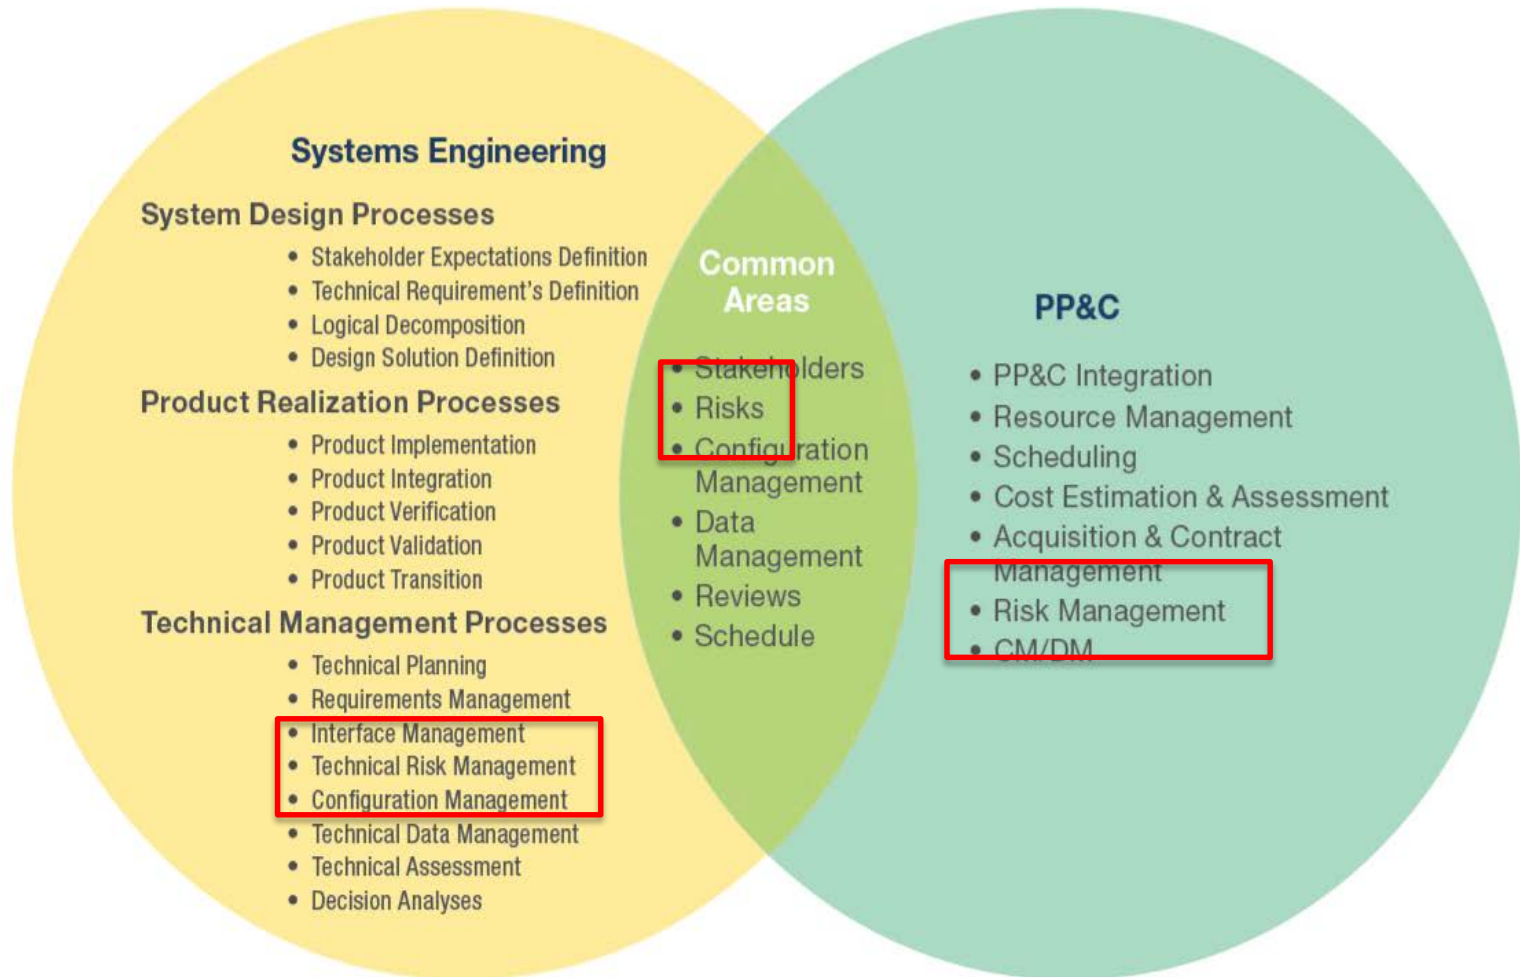 Systems Engineering
System Design Processes
• Stakeholder Expectations Definition
• Technical Requirement’s Definition
• Logical Decomposition
• Design Solution Definition
Product Realization Processes
• Product Implementation
• Product Integration
• Product Verification
• Product Validation
• Product Transition
Technical Management Processes
• Technical Planning
• Requirements Management
• Interface Management
• Technical Risk Management
• Configuration Management
• Technical Data Management
• Technical Assessment
• Decision Analyses
Common
Areas
• Stakeholders
• Risks
• Configuration
Management
• Data
Management
• Reviews
• Schedule
PP&C
• PP&C Integration
• Resource Management
• Scheduling
• Cost Estimation & Assessment
• Acquisition & Contract
Management
• Risk Management
• CM/DM